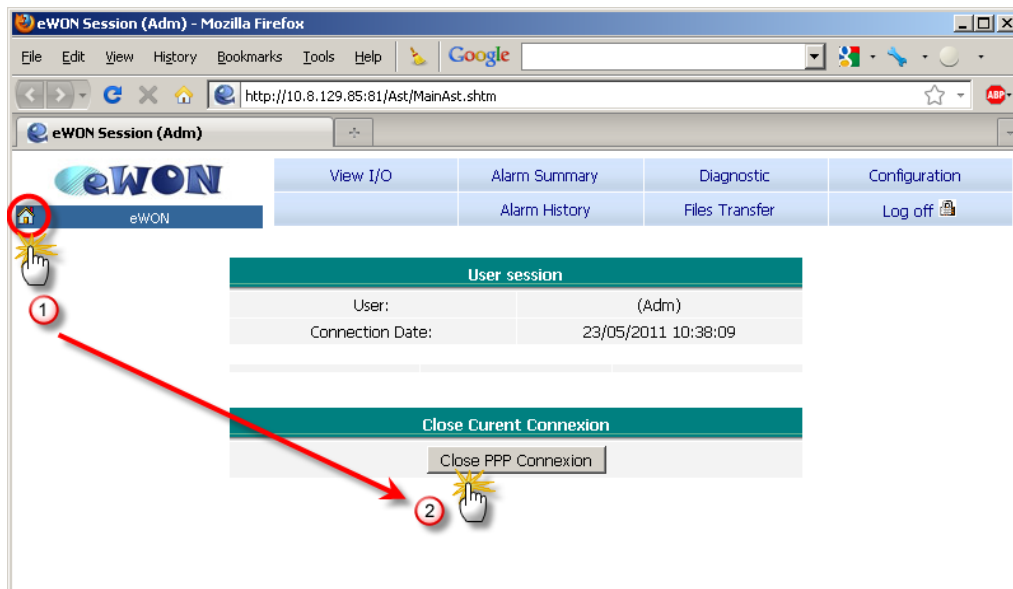 eWON Session (Adm) - Mozilla Firefox
File Edit View History Bookmarks Tools Help Google
http://10.8.129.85:81/Ast/MainAst.shtm ABP
eWON Session (Adm)
eWON View I/O Alarm Summary Diagnostic Configuration
eWON Alarm History Files Transfer Log off
User session
1 User: (Adm)
Connection Date: 23/05/2011 10:38:09
Close Curent Connexion
Close PPP Connexion
2